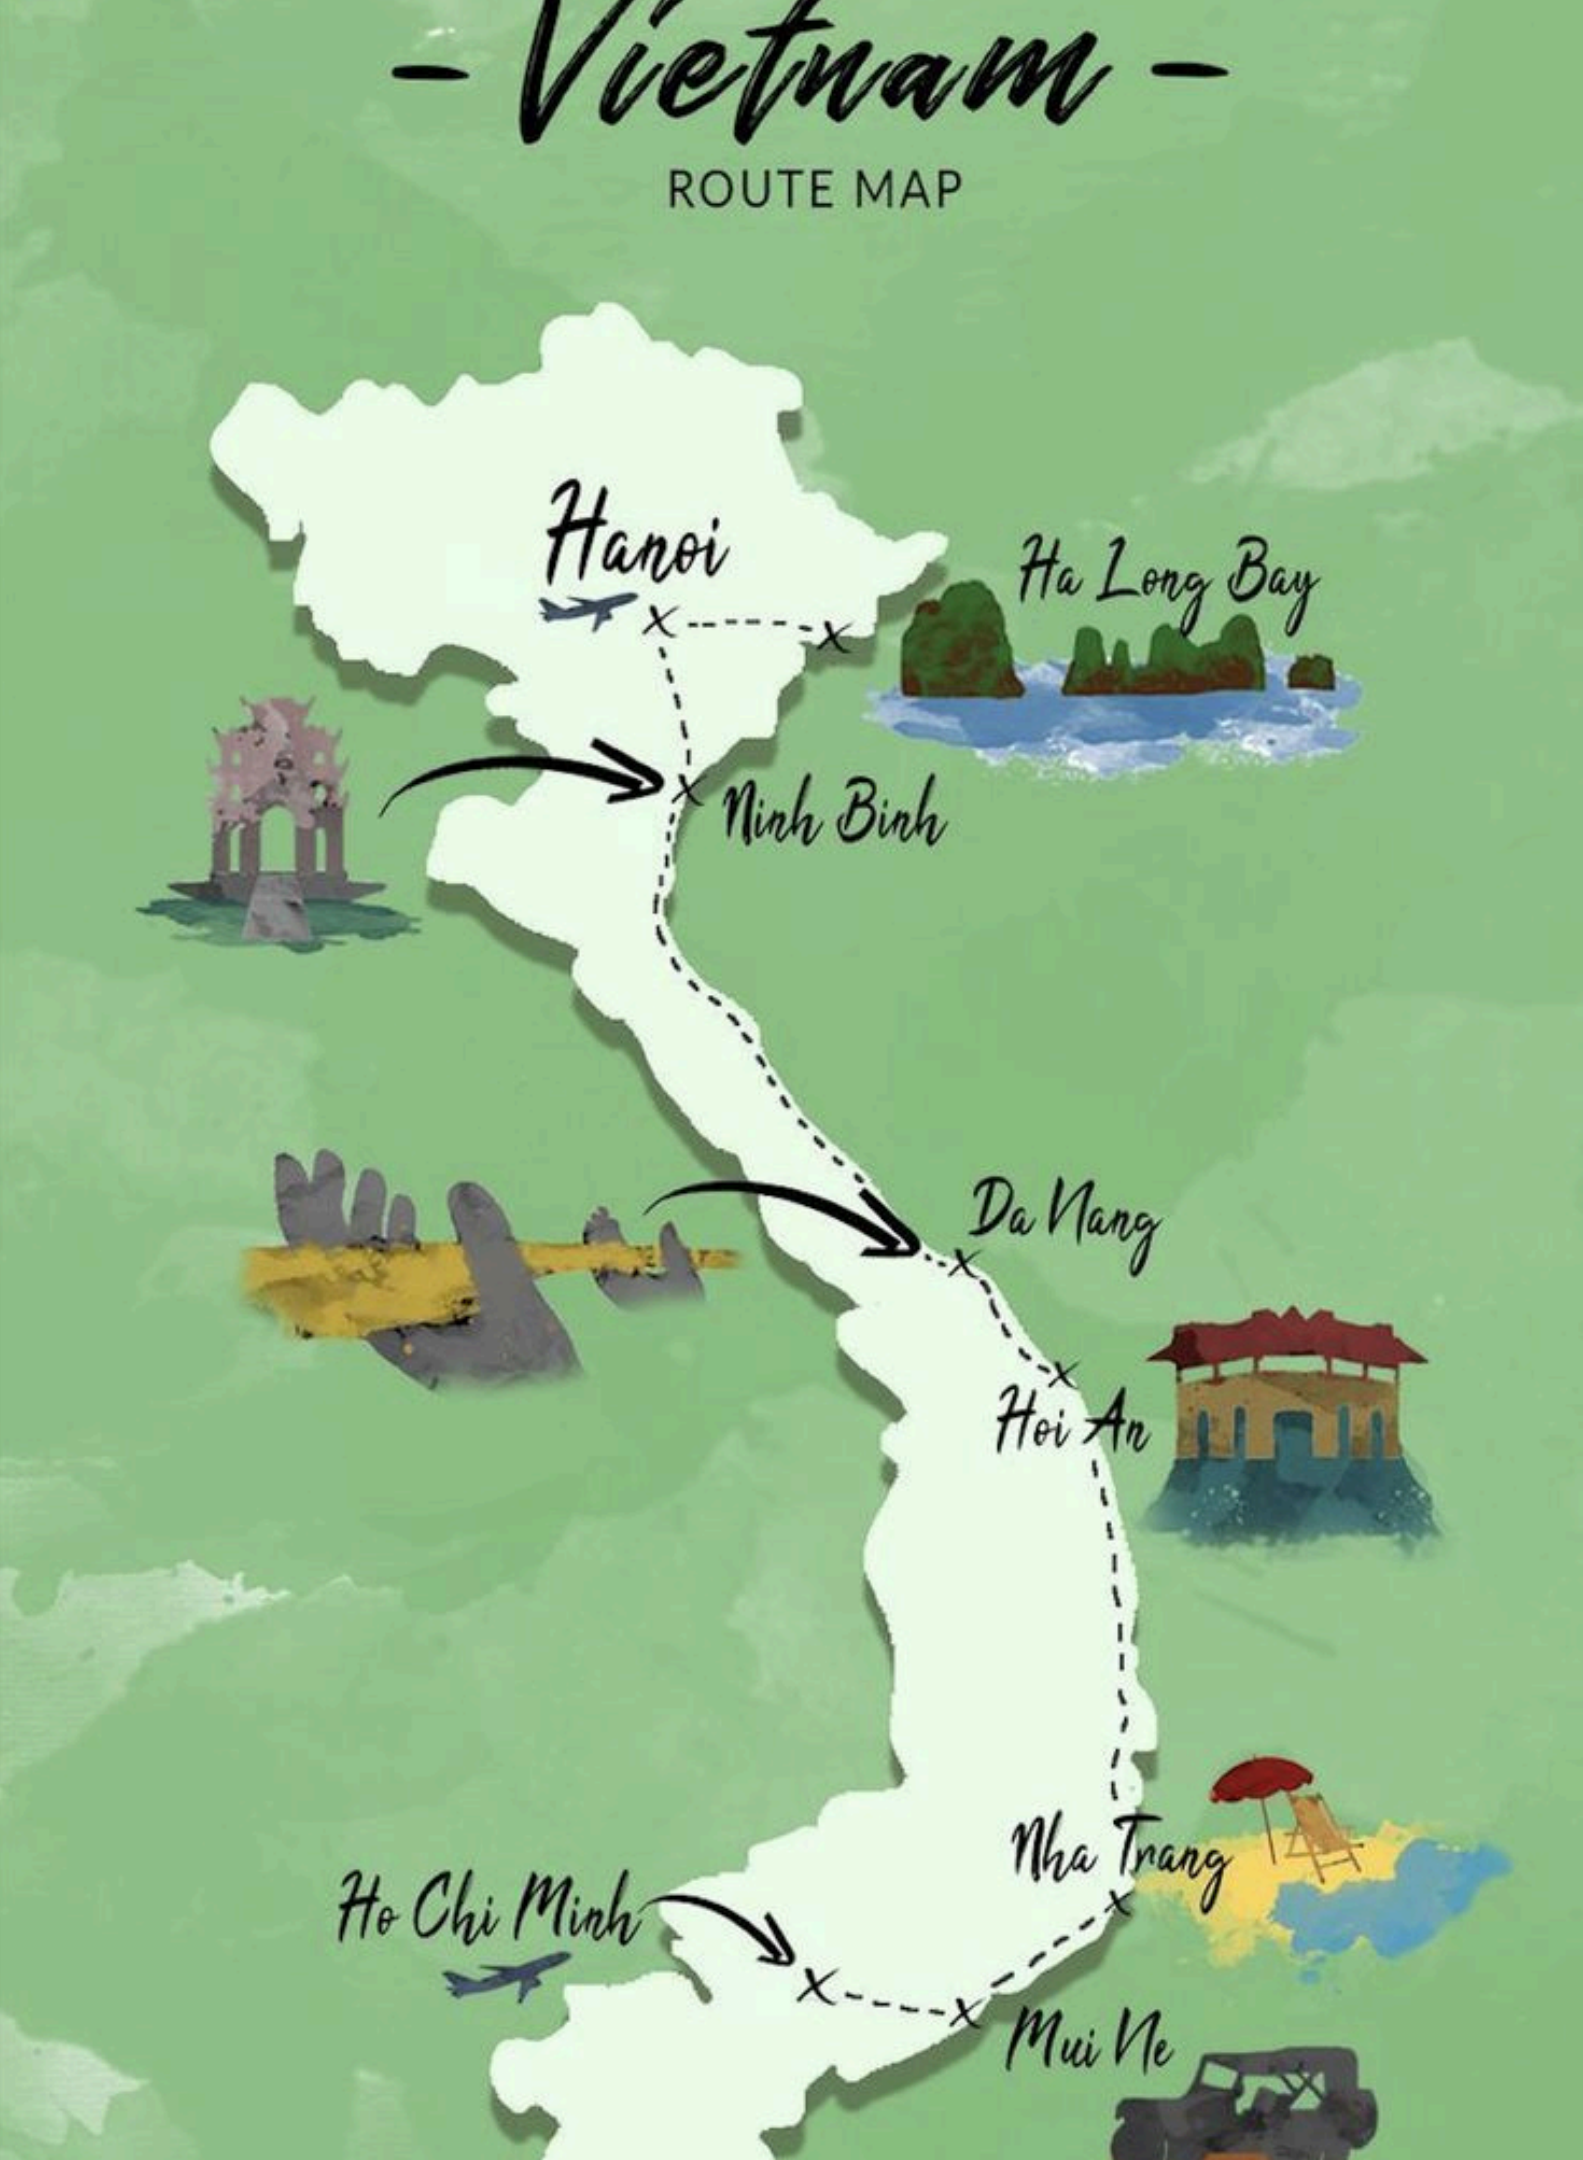 - Vietnam -
ROUTE MAP
Hanoi
Ha Long Bay
Ninh Binh
Da Nang
Hoi An
Nha Trang
Ho Chi Minh
Mui Ne